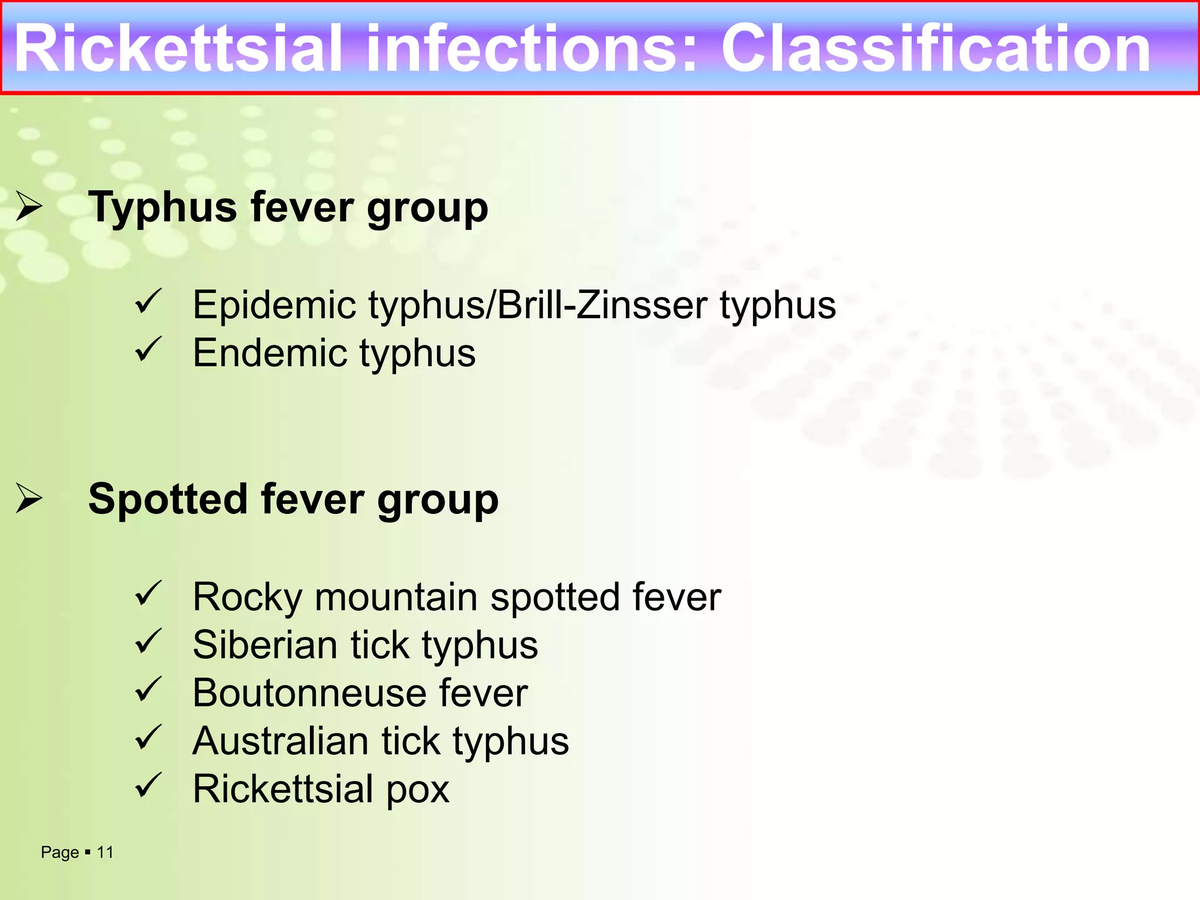 Rickettsial infections: Classification
➢ Typhus fever group
✓ Epidemic typhus/Brill-Zinsser typhus
✓ Endemic typhus
➢ Spotted fever group
✓ Rocky mountain spotted fever
✓ Siberian tick typhus
✓ Boutonneuse fever
✓ Australian tick typhus
✓ Rickettsial pox
Page ▪ 11